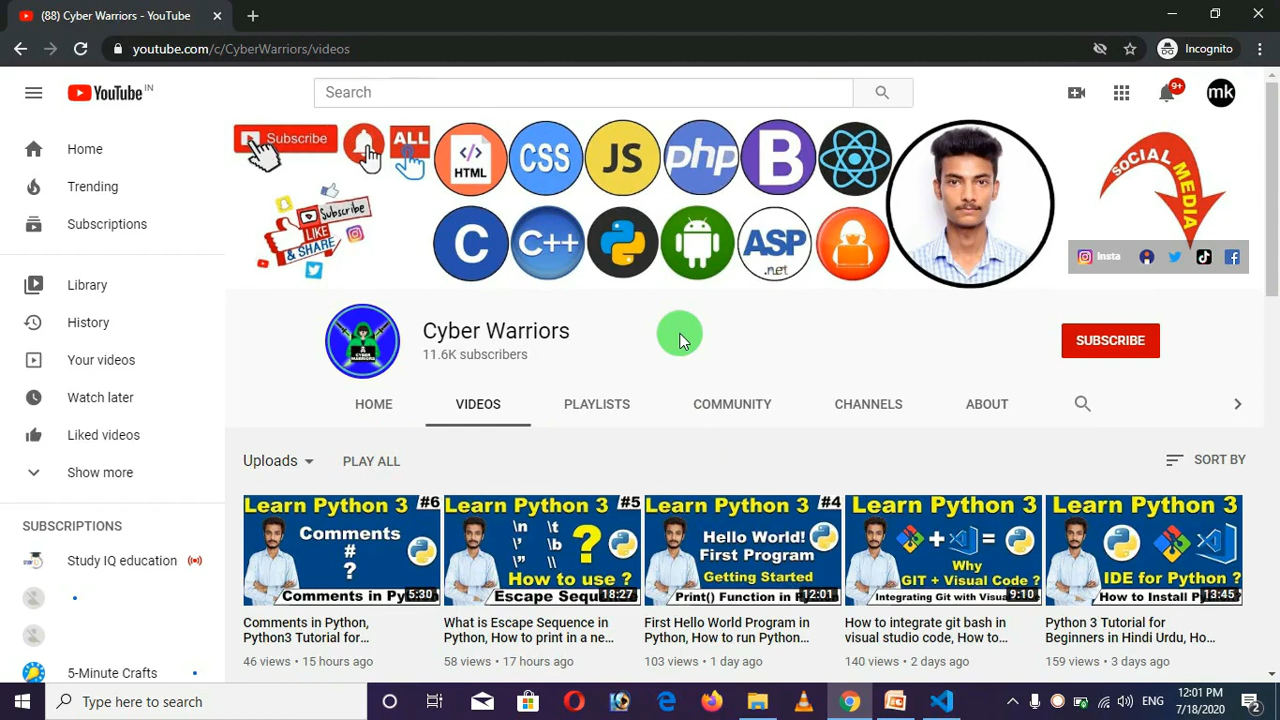 (88) Cyber Warriors - YouTube
youtube.com/c/CyberWarriors/videos
Incognito
YouTube IN
Search
9+
mk
Home
Trending
Subscriptions
Library
History
Your videos
Watch later
Liked videos
Show more
SUBSCRIPTIONS
Study IQ education
5-Minute Crafts
Subscribe
ALL
HTML
CSS
JS
php
B
Subscribe
LIKE
& SHARE
C
C++
ASP
.net
SOCIAL MEDIA
Insta
CYBER
WARRIORS
Cyber Warriors
11.6K subscribers
SUBSCRIBE
HOME
VIDEOS
PLAYLISTS
COMMUNITY
CHANNELS
ABOUT
Uploads
PLAY ALL
SORT BY
Learn Python 3 #6
Comments
#
?
Comments in Py
5:30
Comments in Python,
Python3 Tutorial for...
46 views • 15 hours ago
Learn Python 3 #5
\n \t
\' \b
\" \\
?
How to use ?
Escape Sequ
18:27
What is Escape Sequence in
Python, How to print in a ne...
58 views • 17 hours ago
Learn Python 3 #4
Hello World!
First Program
Getting Started
Print() Function in
12:01
First Hello World Program in
Python, How to run Python...
103 views • 1 day ago
Learn Python 3
+ =
Why
GIT + Visual Code ?
Integrating Git with Visua
9:10
How to integrate git bash in
visual studio code, How to...
140 views • 2 days ago
Learn Python 3
IDE for Python ?
How to Install P
13:45
Python 3 Tutorial for
Beginners in Hindi Urdu, Ho...
159 views • 3 days ago
Type here to search
ENG
12:01 PM
7/18/2020
2